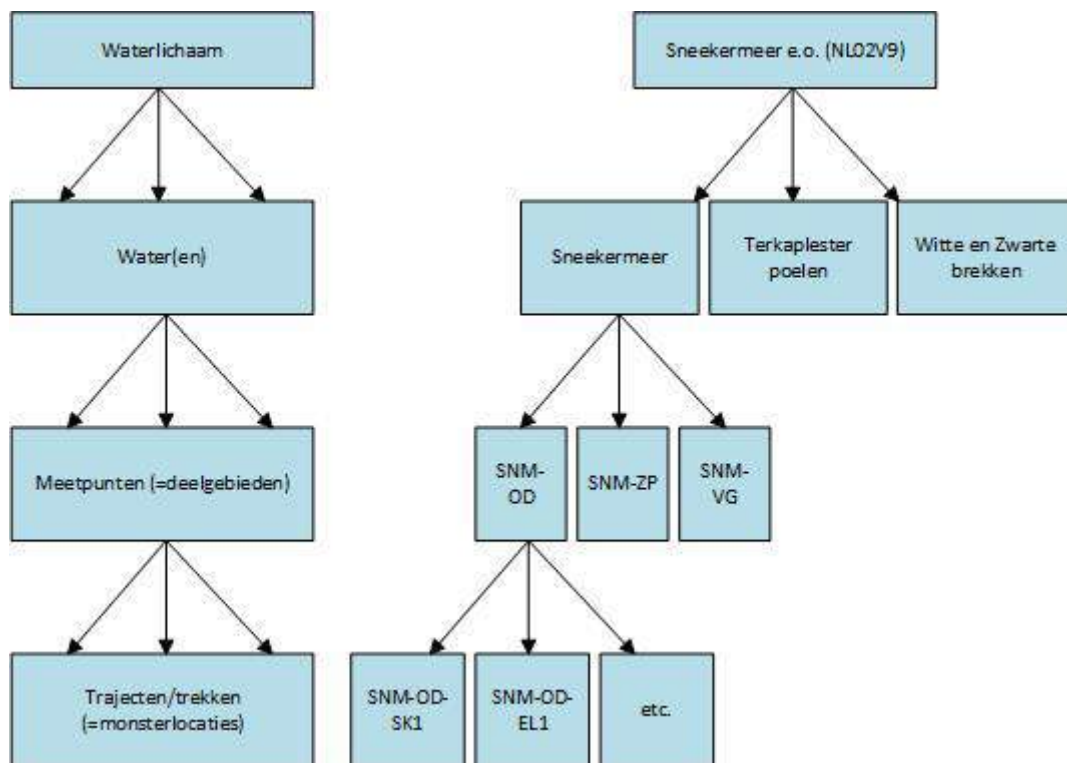 Waterlichaam
Sneekermeer e.o. (NL02V9)
Water(en)
Sneekermeer
Terkaplester
poelen
Witte en Zwarte
brekken
Meetpunten (=deelgebieden)
SNM-
OD
SNM-ZP
SNM-
VG
Trajecten/trekken
(=monsterlocaties)
SNM-OD-
SK1
SNM-OD-
EL1
etc.